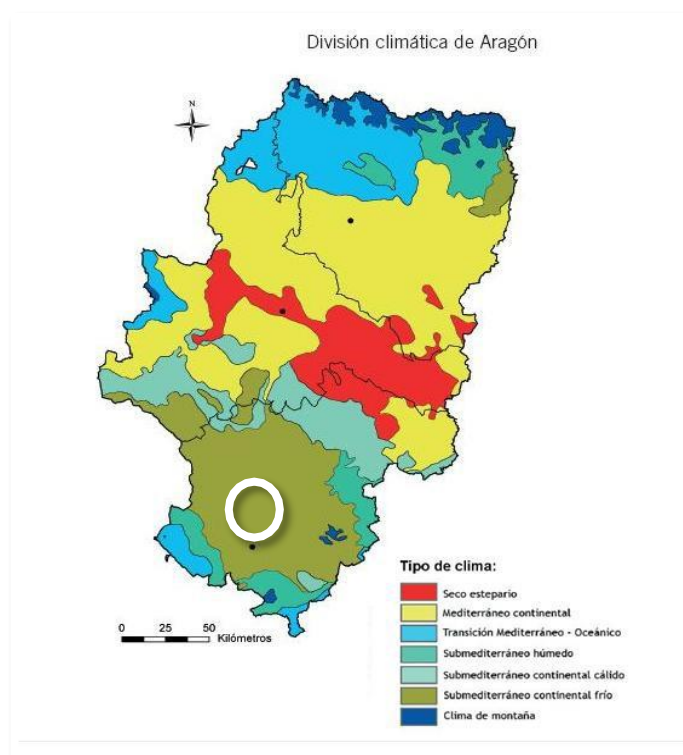 División climática de Aragón
N
Tipo de clima:
Seco estepario
Mediterráneo continental
Transición Mediterráneo - Oceánico
Submediterráneo húmedo
Submediterráneo continental cálido
Submediterráneo continental frío
Clima de montaña
0 25 50
Kilómetros